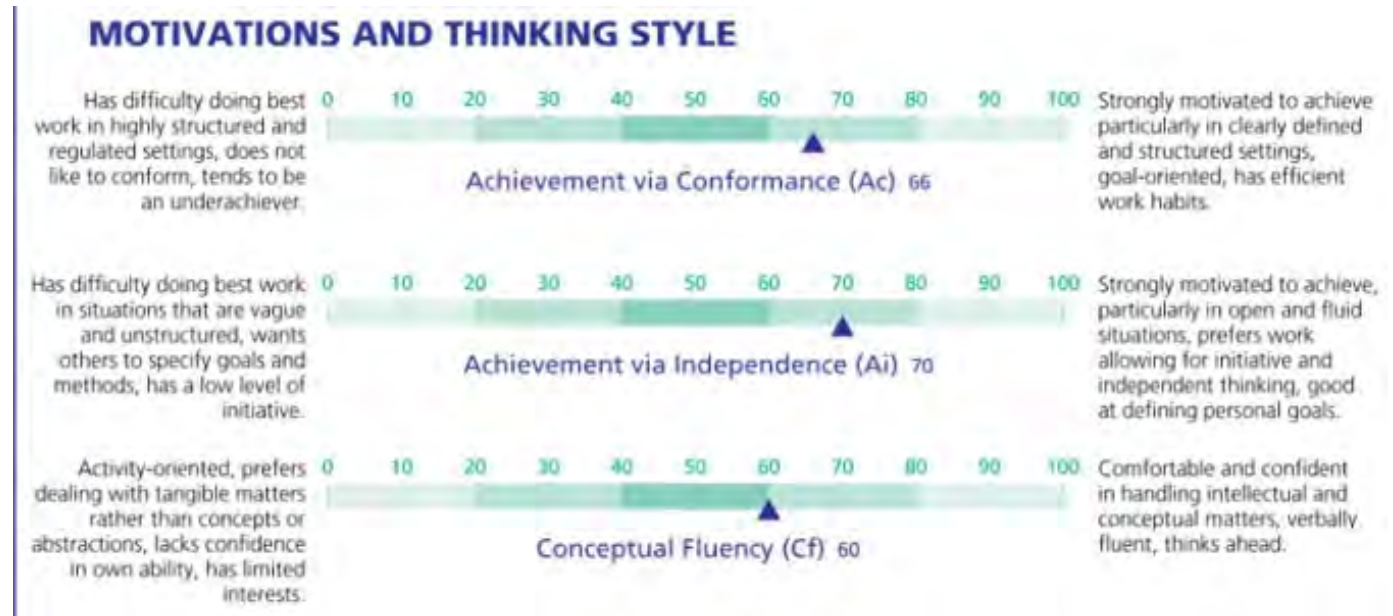 MOTIVATIONS AND THINKING STYLE
Has difficulty doing best
work in highly structured and
regulated settings, does not
like to conform, tends to be
an underachiever.
0 10 20 30 40 50 60 70 80 90 100
Achievement via Conformance (Ac) 66
Strongly motivated to achieve
particularly in clearly defined
and structured settings,
goal-oriented, has efficient
work habits.
Has difficulty doing best work
in situations that are vague
and unstructured, wants
others to specify goals and
methods, has a low level of
initiative.
0 10 20 30 40 50 60 70 80 90 100
Achievement via Independence (Ai) 70
Strongly motivated to achieve,
particularly in open and fluid
situations, prefers work
allowing for initiative and
independent thinking, good
at defining personal goals.
Activity-oriented, prefers
dealing with tangible matters
rather than concepts or
abstractions, lacks confidence
in own ability, has limited
interests.
0 10 20 30 40 50 60 70 80 90 100
Conceptual Fluency (Cf) 60
Comfortable and confident
in handling intellectual and
conceptual matters, verbally
fluent, thinks ahead.